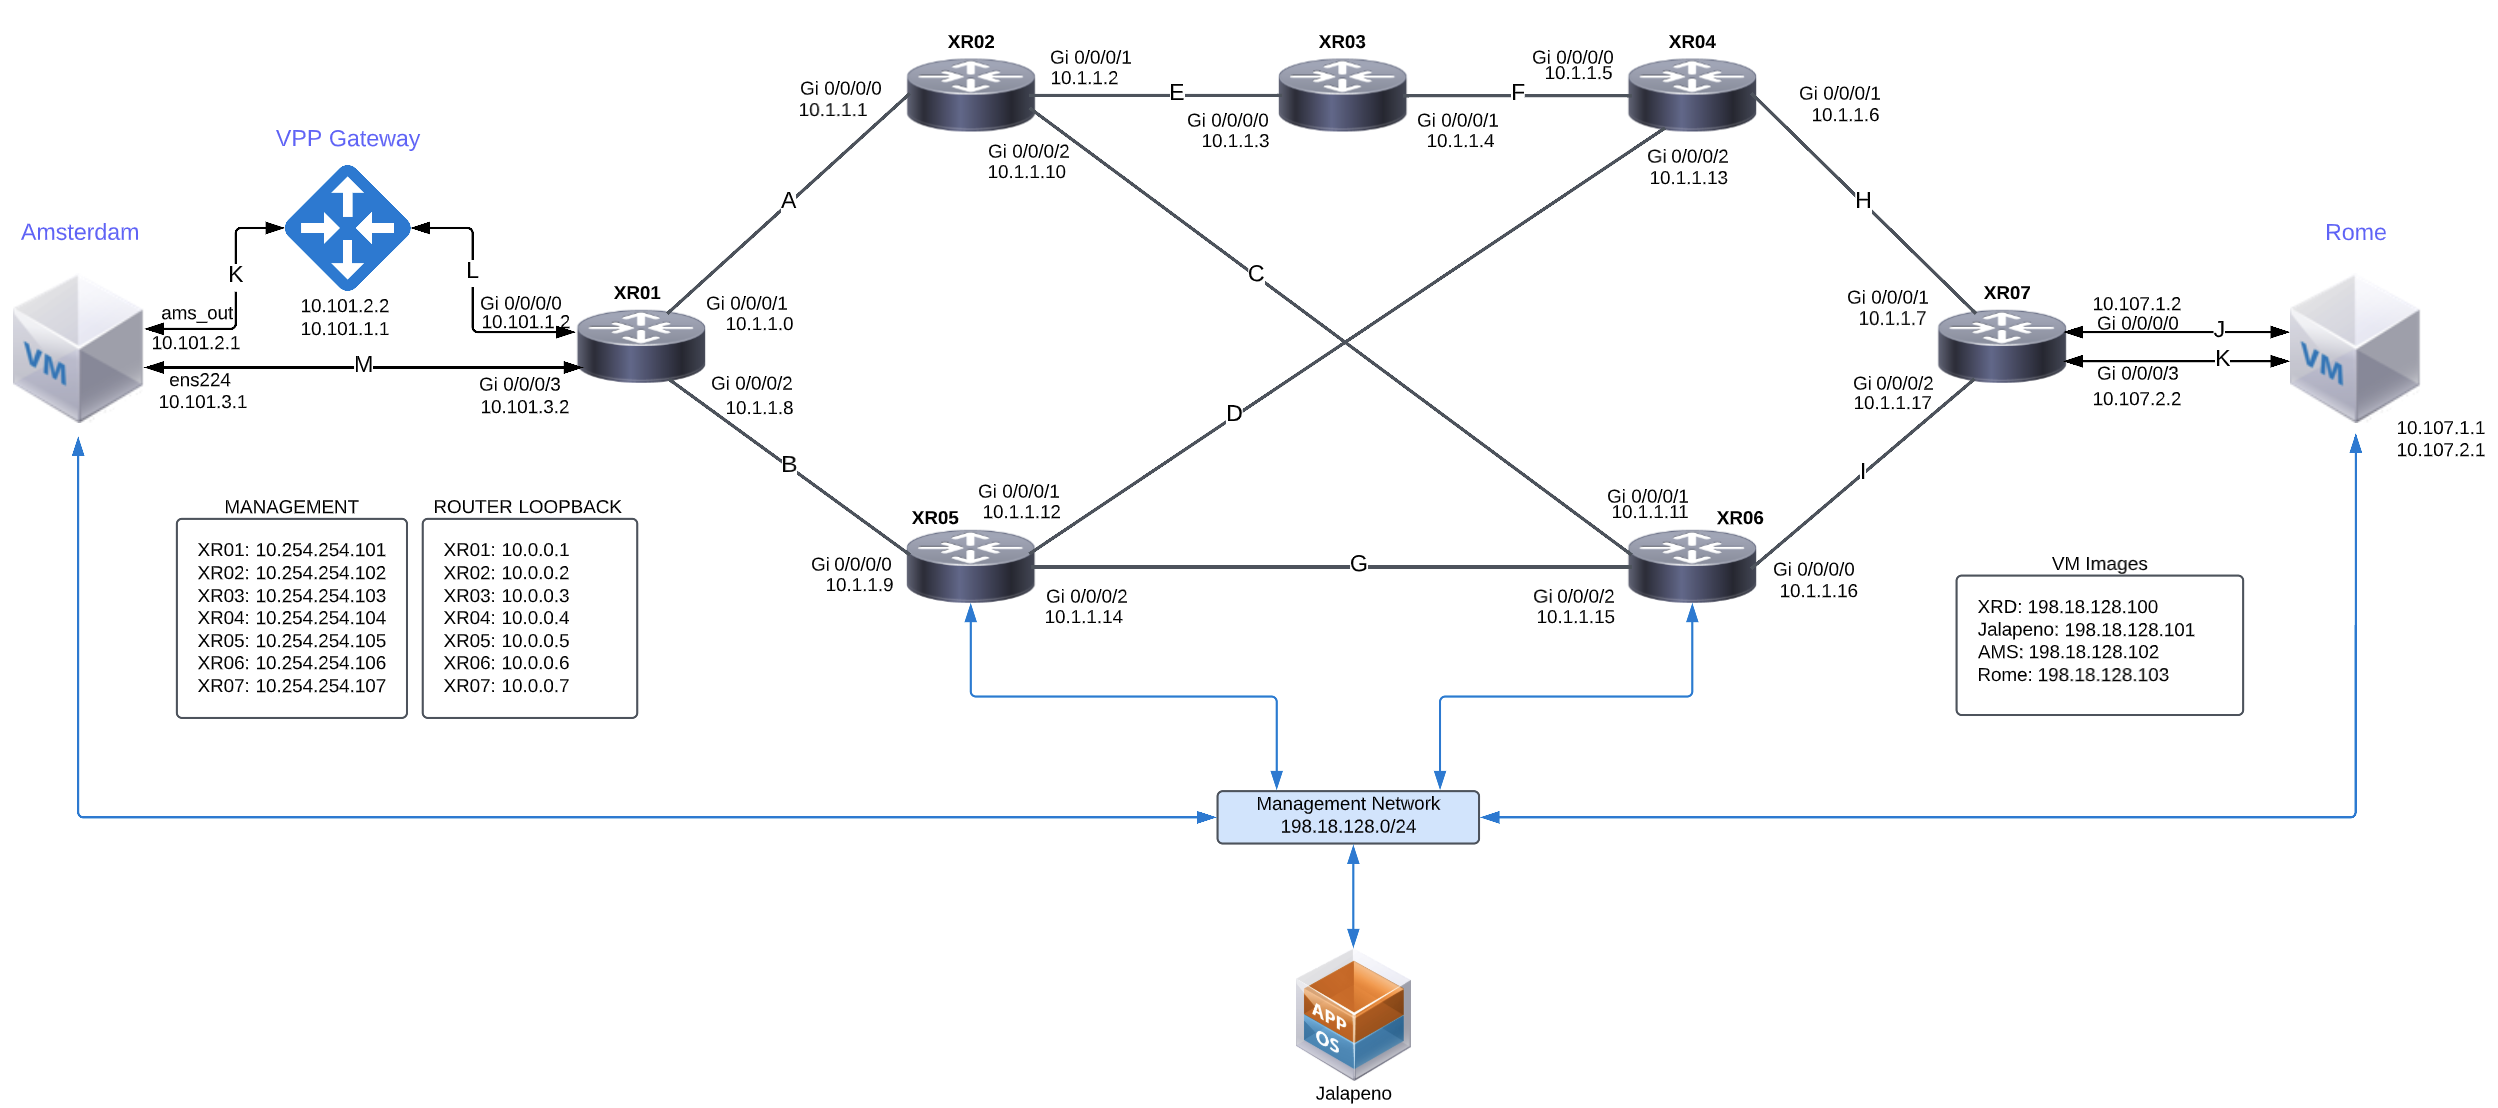 XR02
Gi 0/0/0/1
10.1.1.2
Gi 0/0/0/0
10.1.1.1
E
Gi 0/0/0/2
10.1.1.10
XR03
Gi 0/0/0/0
10.1.1.3
F
Gi 0/0/0/1
10.1.1.4
XR04
Gi 0/0/0/0
10.1.1.5
Gi 0/0/0/1
10.1.1.6
Gi 0/0/0/2
10.1.1.13
VPP Gateway
Amsterdam
A
H
Rome
K
L
C
10.101.2.2
10.101.1.1
ams_out
10.101.2.1
M
ens224
10.101.3.1
Gi 0/0/0/0
10.101.1.2
XR01
Gi 0/0/0/1
10.1.1.0
Gi 0/0/0/3
10.101.3.2
Gi 0/0/0/2
10.1.1.8
VM
Gi 0/0/0/1
10.1.1.7
XR07
10.107.1.2
Gi 0/0/0/0
J
K
Gi 0/0/0/3
10.107.2.2
Gi 0/0/0/2
10.1.1.17
VM
10.107.1.1
10.107.2.1
D
B
I
MANAGEMENT
XR01: 10.254.254.101
XR02: 10.254.254.102
XR03: 10.254.254.103
XR04: 10.254.254.104
XR05: 10.254.254.105
XR06: 10.254.254.106
XR07: 10.254.254.107
ROUTER LOOPBACK
XR01: 10.0.0.1
XR02: 10.0.0.2
XR03: 10.0.0.3
XR04: 10.0.0.4
XR05: 10.0.0.5
XR06: 10.0.0.6
XR07: 10.0.0.7
XR05
Gi 0/0/0/1
10.1.1.12
Gi 0/0/0/0
10.1.1.9
Gi 0/0/0/2
10.1.1.14
G
Gi 0/0/0/1
10.1.1.11
XR06
Gi 0/0/0/2
10.1.1.15
Gi 0/0/0/0
10.1.1.16
VM Images
XRD: 198.18.128.100
Jalapeno: 198.18.128.101
AMS: 198.18.128.102
Rome: 198.18.128.103
Management Network
198.18.128.0/24
APP
OS
Jalapeno